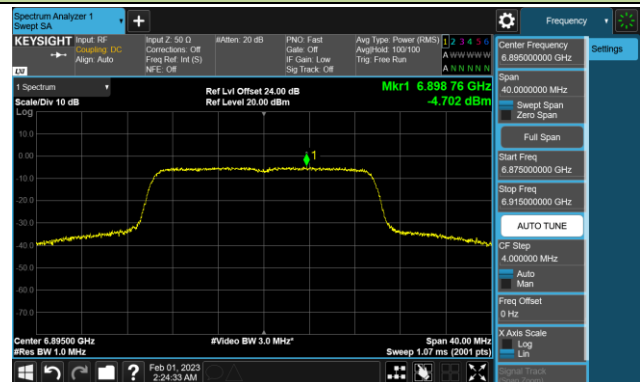 Spectrum Analyzer 1
Swept SA
Frequency
KEYSIGHT
Input: RF
Coupling: DC
Align: Auto
Input Z: 50 Ω
Corrections: Off
Freq Ref: Int (S)
NFE: Off
#Atten: 20 dB
PNO: Fast
Gate: Off
IF Gain: Low
Sig Track: Off
Avg Type: Power (RMS)
Avg|Hold: 100/100
Trig: Free Run
1 2 3 4 5 6
A W W W W W
A N N N N N
LXI
1 Spectrum
Scale/Div 10 dB
Log
Ref Lvl Offset 24.00 dB
Ref Level 20.00 dBm
Mkr1 6.898 76 GHz
-4.702 dBm
10.0
0.00
-10.0
-20.0
-30.0
-40.0
-50.0
-60.0
-70.0
1
Center 6.89500 GHz
#Res BW 1.0 MHz
#Video BW 3.0 MHz*
Span 40.00 MHz
Sweep 1.07 ms (2001 pts)
Feb 01, 2023
2:24:33 AM
Center Frequency
6.895000000 GHz
Span
40.0000000 MHz
Swept Span
Zero Span
Full Span
Start Freq
6.875000000 GHz
Stop Freq
6.915000000 GHz
AUTO TUNE
CF Step
4.000000 MHz
Auto
Man
Freq Offset
0 Hz
X Axis Scale
Log
Lin
Signal Track
Settings